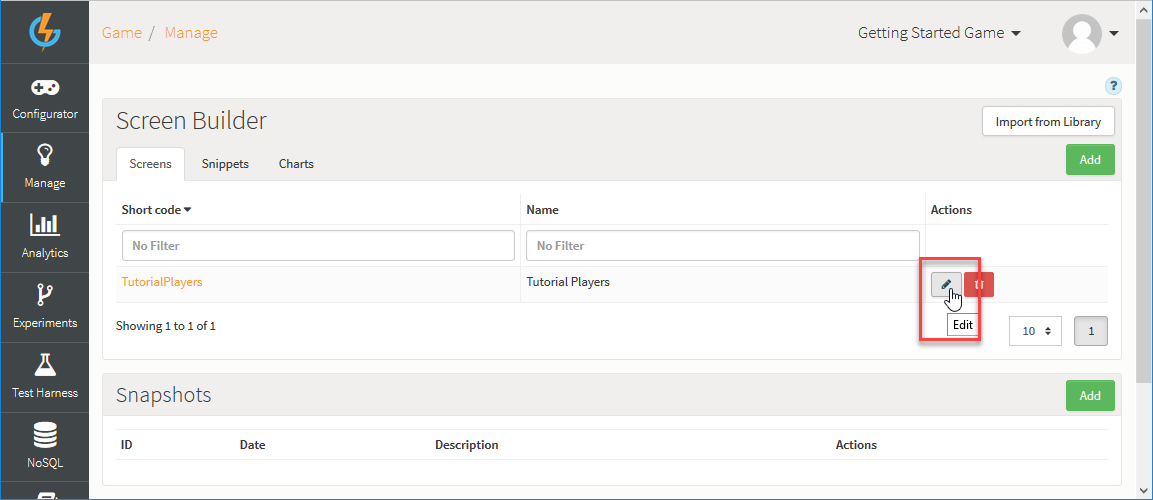 Game / Manage
Getting Started Game
Configurator
Manage
Analytics
Experiments
Test Harness
NoSQL
?
Screen Builder
Import from Library
Screens Snippets Charts
Add
Short code Name Actions
No Filter No Filter
TutorialPlayers Tutorial Players
Edit
Showing 1 to 1 of 1
10 1
Snapshots
Add
ID Date Description Actions